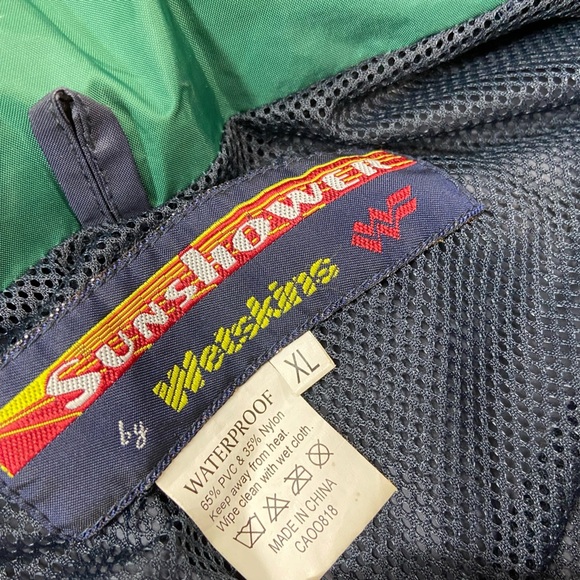 SUNSHOWER
by Wetskins
XL
WATERPROOF
65% PVC & 35% Nylon
Keep away from heat.
Wipe clean with wet cloth.
MADE IN CHINA
CAO0818